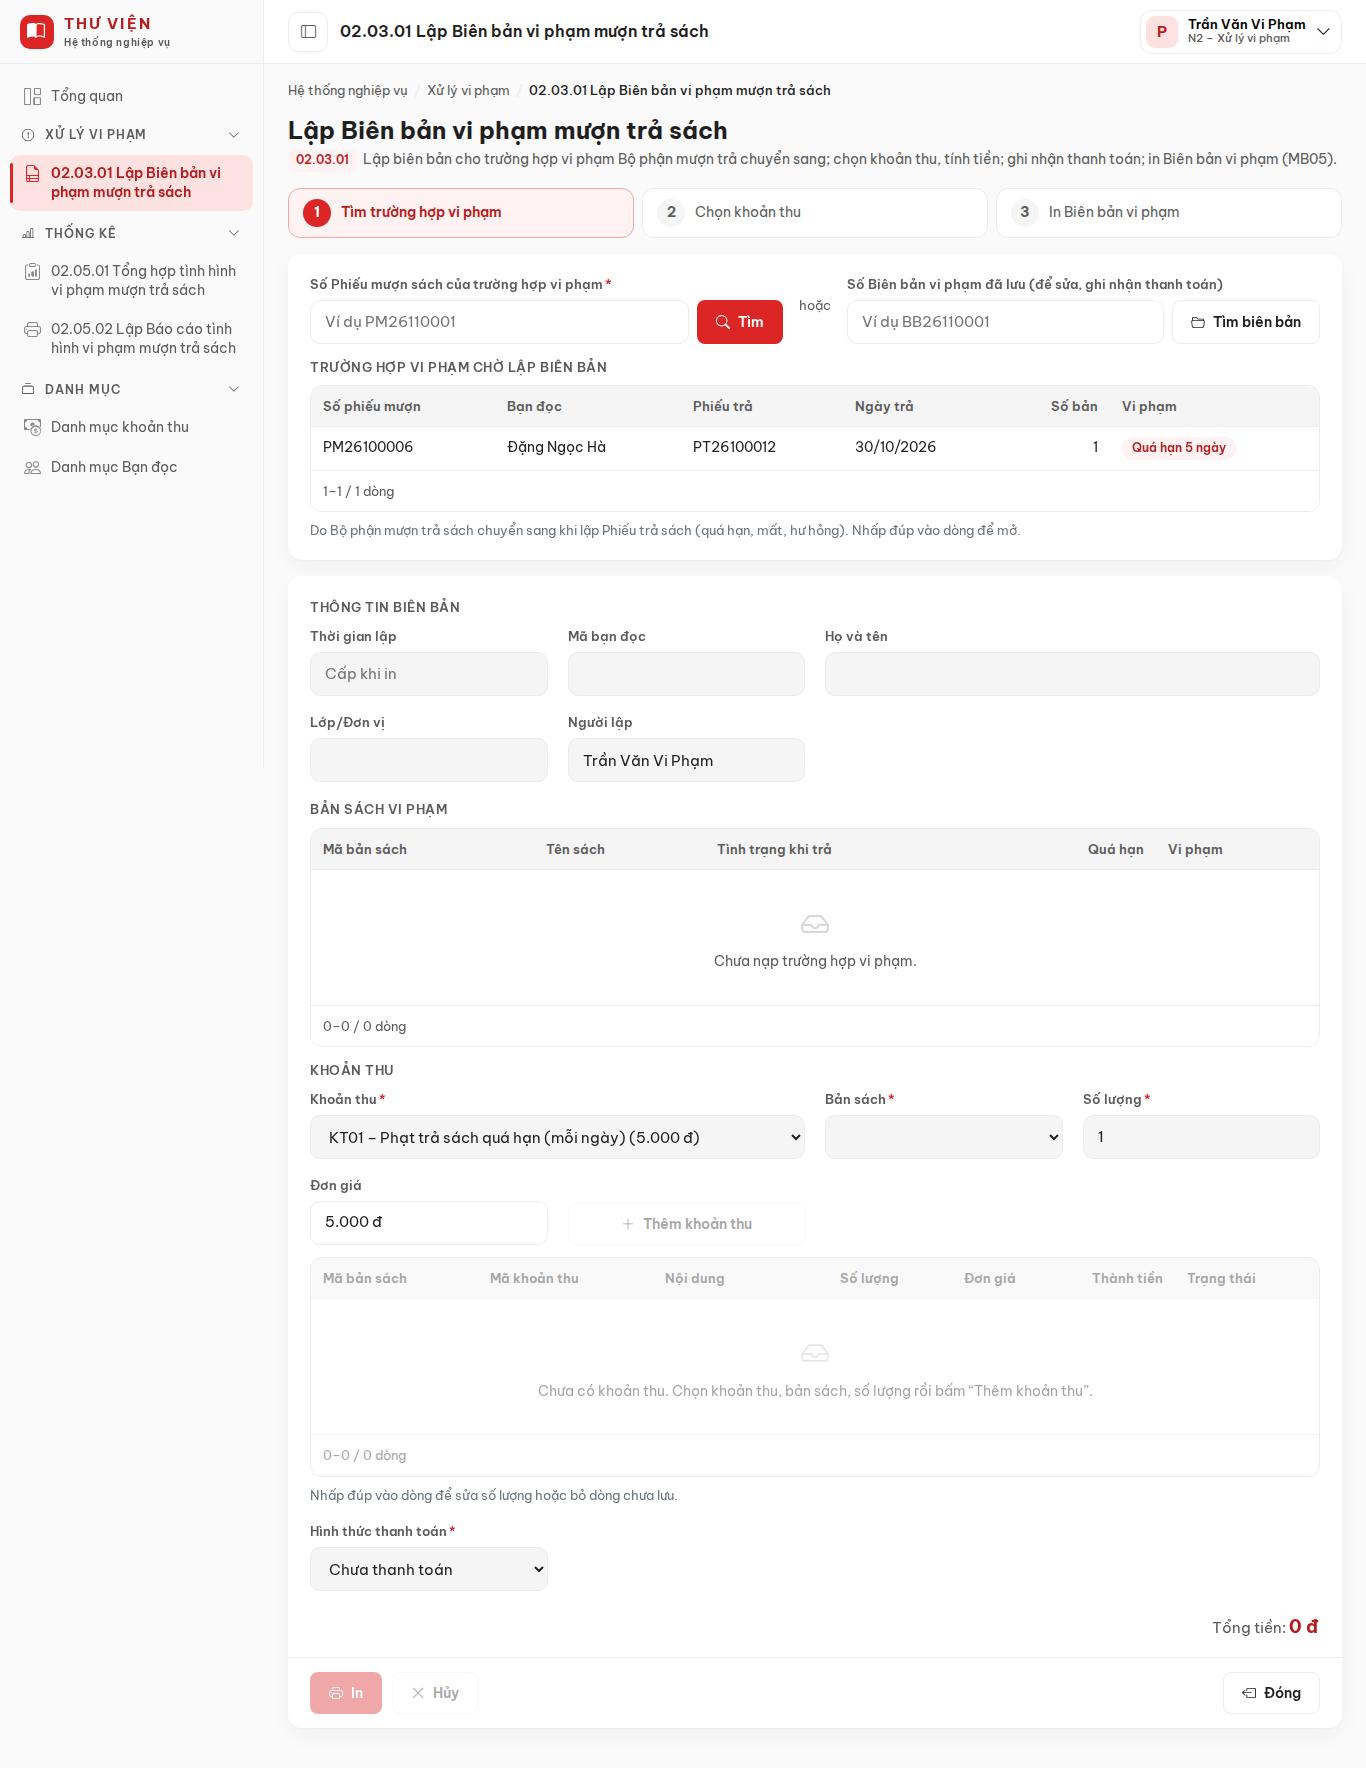 THƯ VIỆN
Hệ thống nghiệp vụ
02.03.01 Lập Biên bản vi phạm mượn trả sách
P
Trần Văn Vi Phạm
N2 – Xử lý vi phạm
Tổng quan
XỬ LÝ VI PHẠM
02.03.01 Lập Biên bản vi
phạm mượn trả sách
THỐNG KÊ
02.05.01 Tổng hợp tình hình
vi phạm mượn trả sách
02.05.02 Lập Báo cáo tình
hình vi phạm mượn trả sách
DANH MỤC
Danh mục khoản thu
Danh mục Bạn đọc
Hệ thống nghiệp vụ / Xử lý vi phạm / 02.03.01 Lập Biên bản vi phạm mượn trả sách
Lập Biên bản vi phạm mượn trả sách
02.03.01 Lập biên bản cho trường hợp vi phạm Bộ phận mượn trả chuyển sang; chọn khoản thu, tính tiền; ghi nhận thanh toán; in Biên bản vi phạm (MB05).
1 Tìm trường hợp vi phạm
2 Chọn khoản thu
3 In Biên bản vi phạm
Số Phiếu mượn sách của trường hợp vi phạm *
Ví dụ PM26110001
Tìm
hoặc
Số Biên bản vi phạm đã lưu (để sửa, ghi nhận thanh toán)
Ví dụ BB26110001
Tìm biên bản
TRƯỜNG HỢP VI PHẠM CHỜ LẬP BIÊN BẢN
Số phiếu mượn Bạn đọc Phiếu trả Ngày trả Số bản Vi phạm
PM26100006 Đặng Ngọc Hà PT26100012 30/10/2026 1 Quá hạn 5 ngày
1–1 / 1 dòng
Do Bộ phận mượn trả sách chuyển sang khi lập Phiếu trả sách (quá hạn, mất, hư hỏng). Nhấp đúp vào dòng để mở.
THÔNG TIN BIÊN BẢN
Thời gian lập Mã bạn đọc Họ và tên
Cấp khi in
Lớp/Đơn vị Người lập
Trần Văn Vi Phạm
BẢN SÁCH VI PHẠM
Mã bản sách Tên sách Tình trạng khi trả Quá hạn Vi phạm
Chưa nạp trường hợp vi phạm.
0–0 / 0 dòng
KHOẢN THU
Khoản thu * Bản sách * Số lượng *
KT01 – Phạt trả sách quá hạn (mỗi ngày) (5.000 đ) 1
Đơn giá
5.000 đ
Thêm khoản thu
Mã bản sách Mã khoản thu Nội dung Số lượng Đơn giá Thành tiền Trạng thái
Chưa có khoản thu. Chọn khoản thu, bản sách, số lượng rồi bấm “Thêm khoản thu”.
0–0 / 0 dòng
Nhấp đúp vào dòng để sửa số lượng hoặc bỏ dòng chưa lưu.
Hình thức thanh toán *
Chưa thanh toán
Tổng tiền: 0 đ
In
Hủy
Đóng